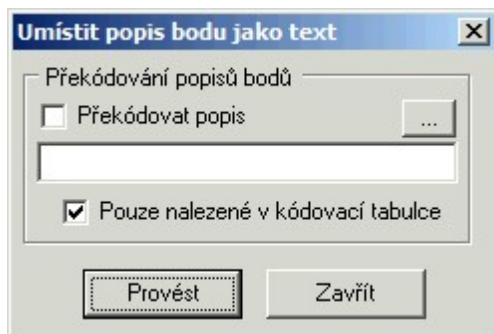 Umístit popis bodu jako text
Překódování popisů bodů
Překódovat popis
...
Pouze nalezené v kódovací tabulce
Provést
Zavřít